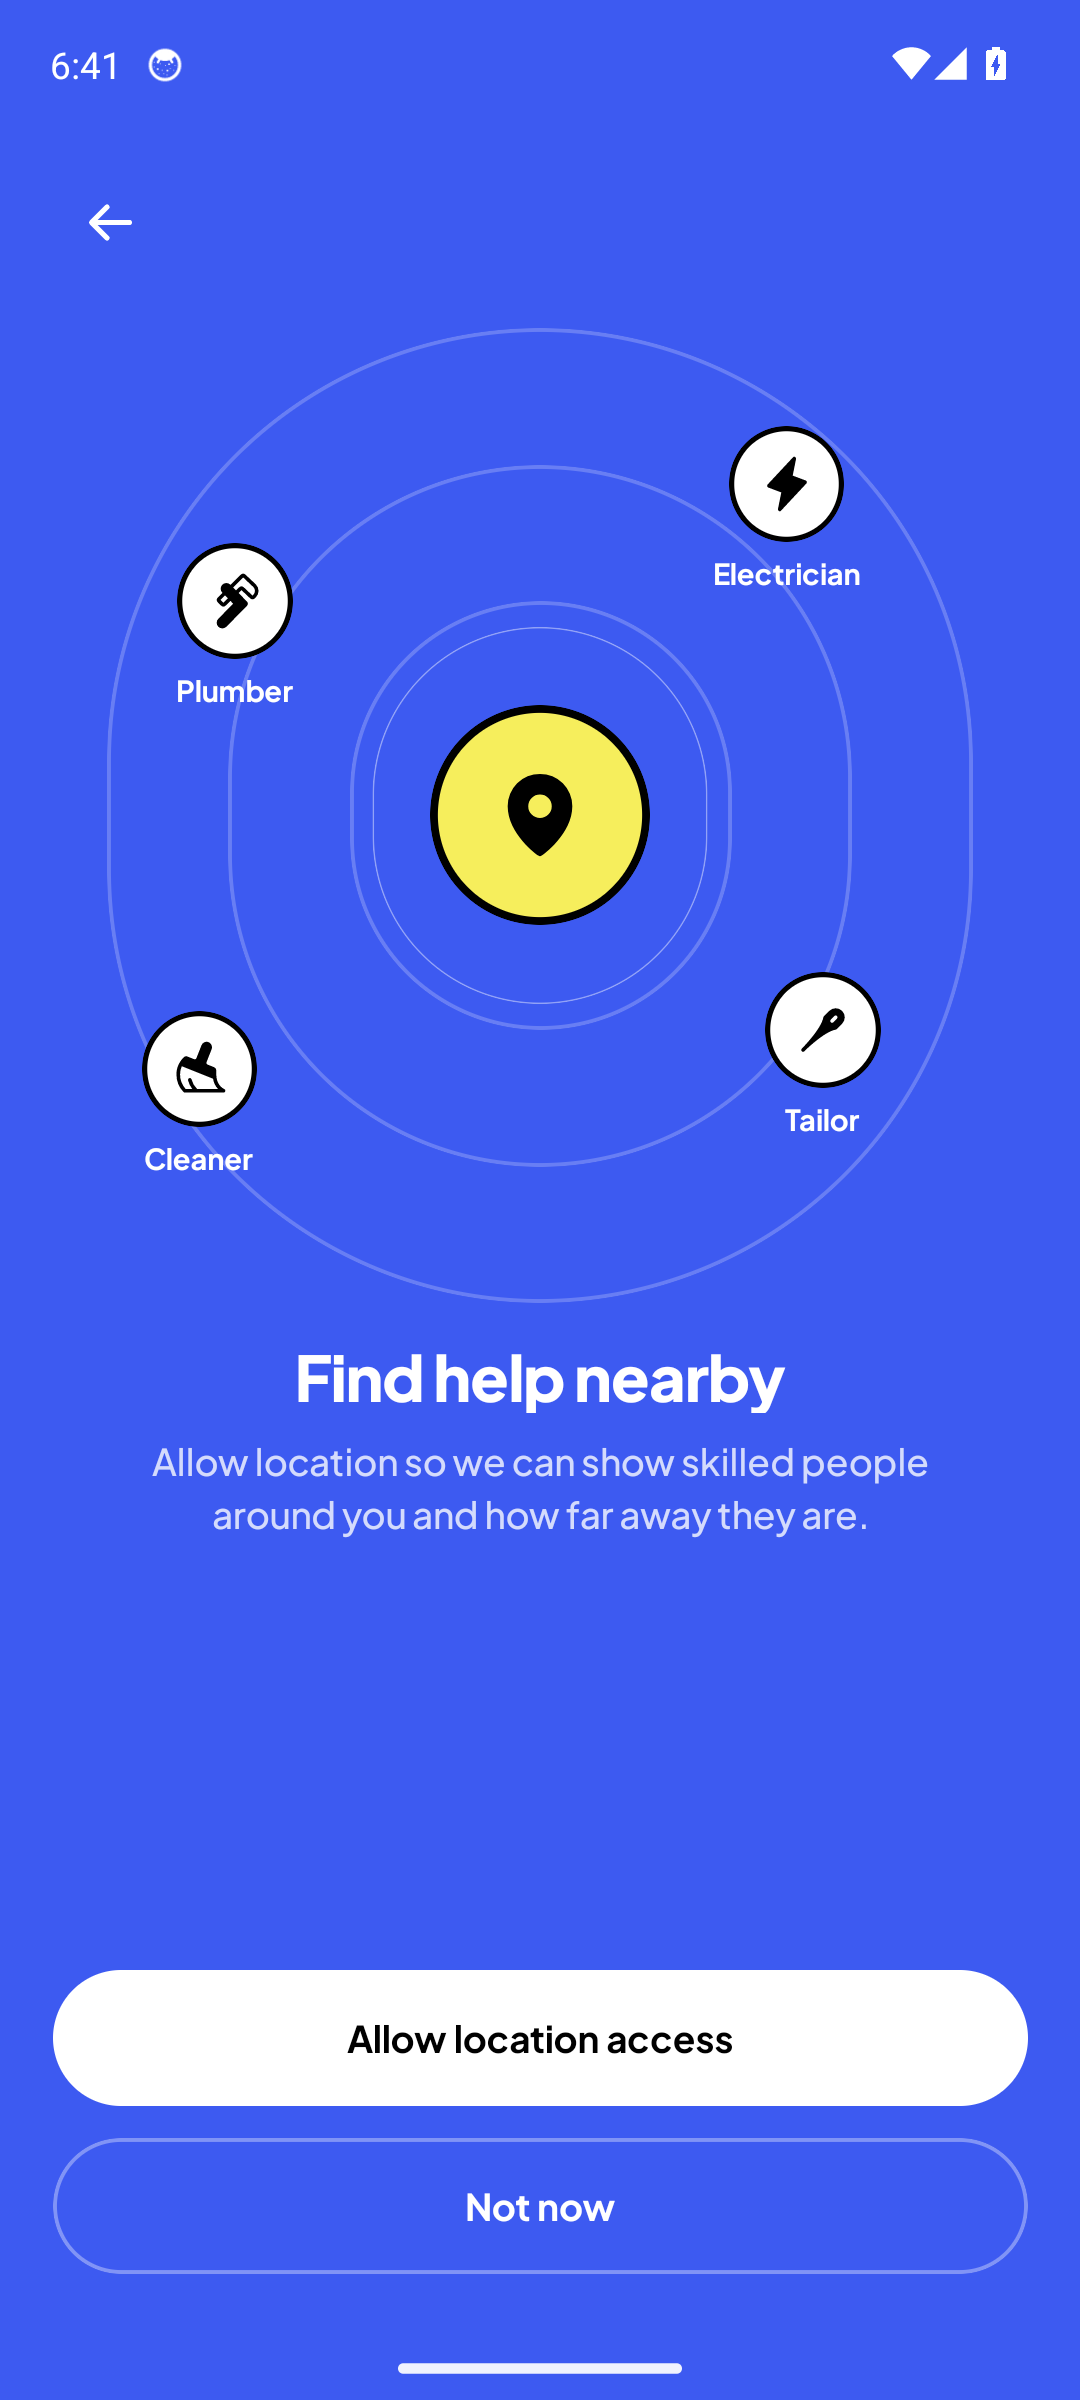 6:41
Electrician
Plumber
Tailor
Cleaner
Find help nearby
Allow location so we can show skilled people
around you and how far away they are.
Allow location access
Not now